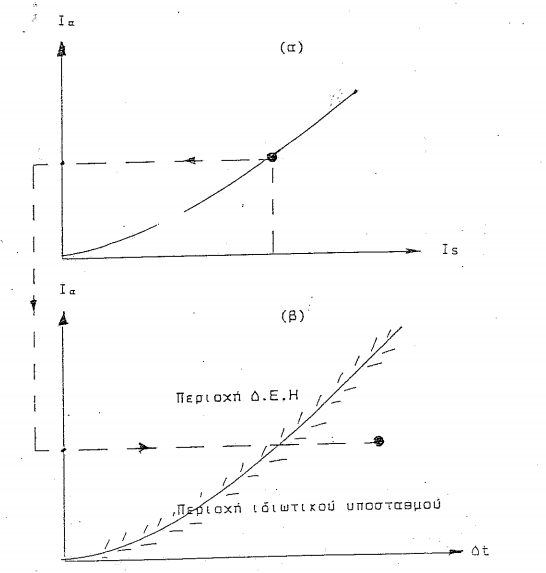 Iα
(α)
Is
Iα
(β)
Περιοχή Δ.Ε.Η
Περιοχή ιδιωτικού υποσταθμού
Δt